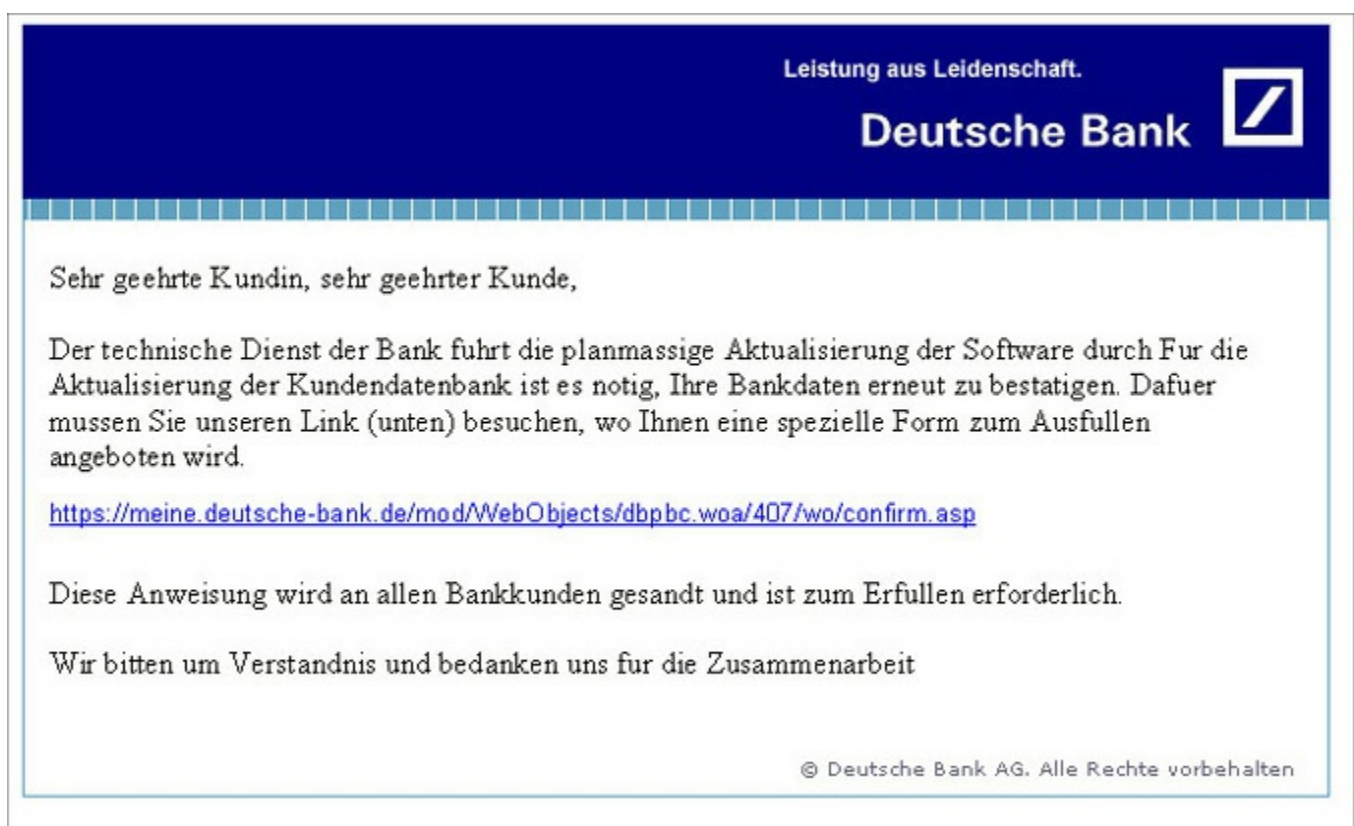 Leistung aus Leidenschaft.
Deutsche Bank
Sehr geehrte Kundin, sehr geehrter Kunde,
Der technische Dienst der Bank fuhrt die planmassige Aktualisierung der Software durch Fur die
Aktualisierung der Kundendatenbank ist es notig, Ihre Bankdaten erneut zu bestatigen. Dafuer
mussen Sie unseren Link (unten) besuchen, wo Ihnen eine spezielle Form zum Ausfullen
angeboten wird.
https://meine.deutsche-bank.de/mod/WebObjects/dbpbc.woa/407/wo/confirm.asp
Diese Anweisung wird an allen Bankkunden gesandt und ist zum Erfullen erforderlich.
Wir bitten um Verstandnis und bedanken uns fur die Zusammenarbeit
© Deutsche Bank AG. Alle Rechte vorbehalten